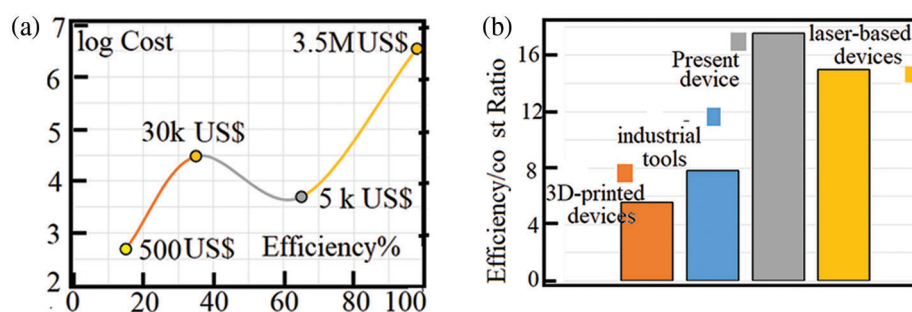 (a)
log Cost
7
6
5
4
3
2
3.5M US$
30k US$
5 k US$
500US$
Efficiency%
0
20
40
60
80
100
(b)
Efficiency/co st Ratio
16
12
8
4
0
Present
device
laser-based
devices
industrial
tools
3D-printed
devices